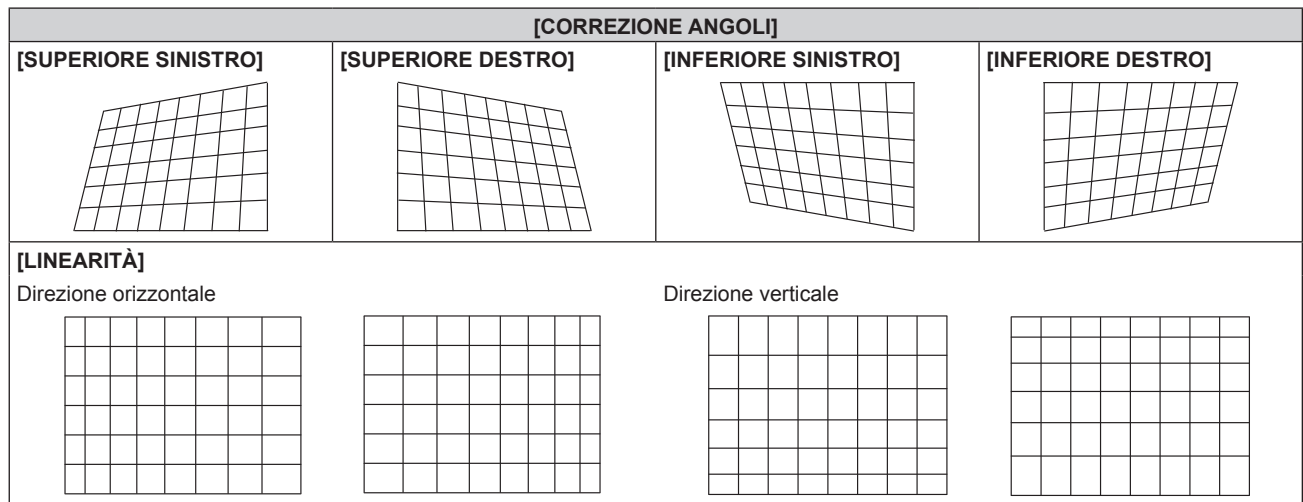 [CORREZIONE ANGOLI]
[SUPERIORE SINISTRO] [SUPERIORE DESTRO] [INFERIORE SINISTRO] [INFERIORE DESTRO]
[LINEARITÀ]
Direzione orizzontale Direzione verticale